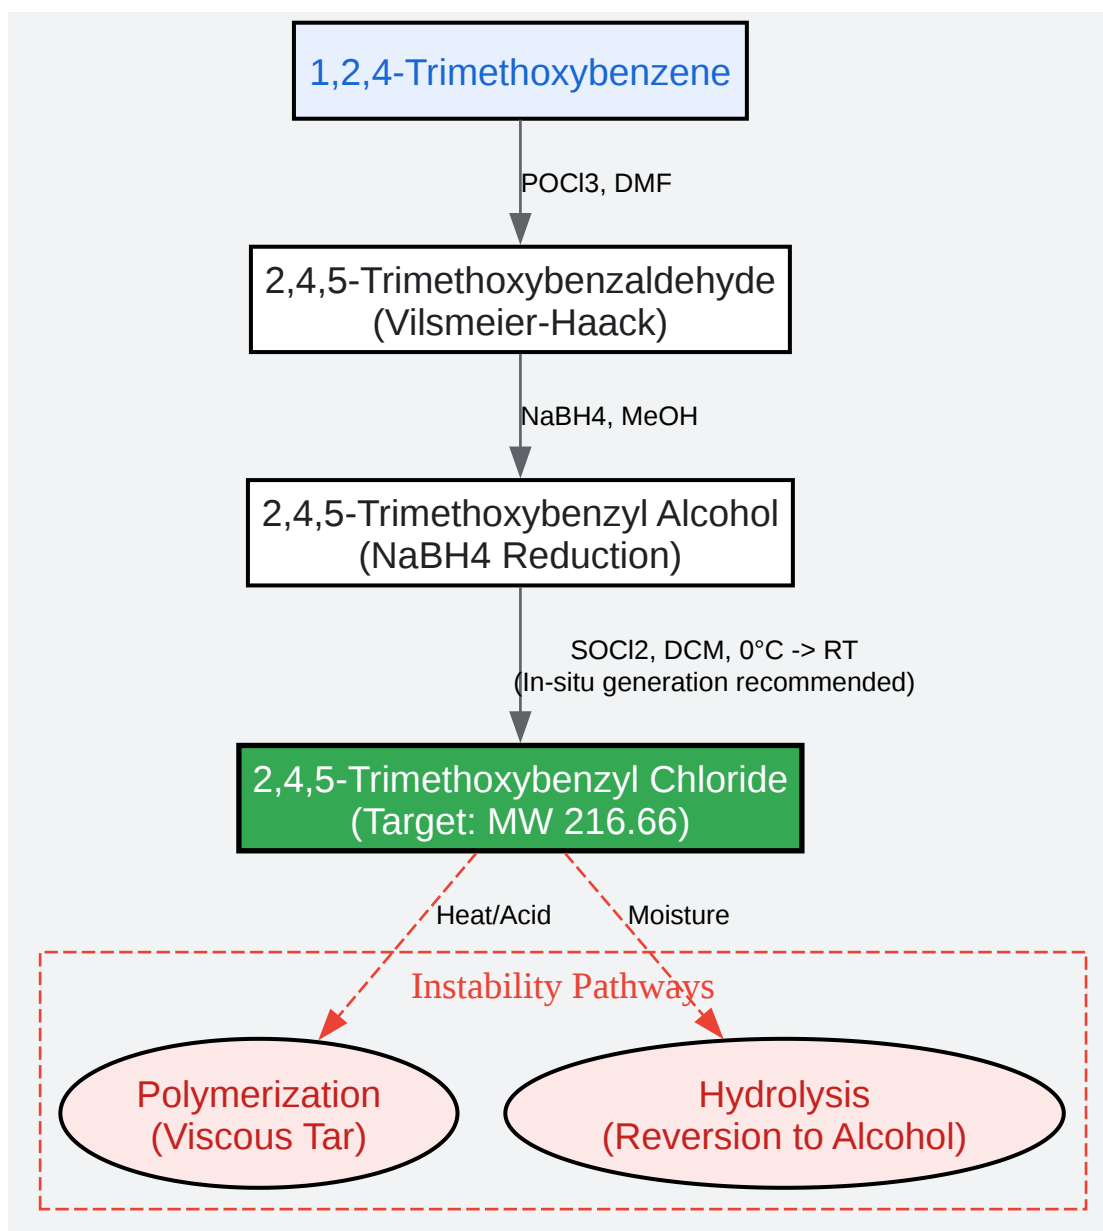 1,2,4-Trimethoxybenzene
POCl3, DMF
2,4,5-Trimethoxybenzaldehyde
(Vilsmeier-Haack)
NaBH4, MeOH
2,4,5-Trimethoxybenzyl Alcohol
(NaBH4 Reduction)
SOCl2, DCM, 0°C -> RT
(In-situ generation recommended)
2,4,5-Trimethoxybenzyl Chloride
(Target: MW 216.66)
Heat/Acid
Moisture
Instability Pathways
Polymerization
(Viscous Tar)
Hydrolysis
(Reversion to Alcohol)